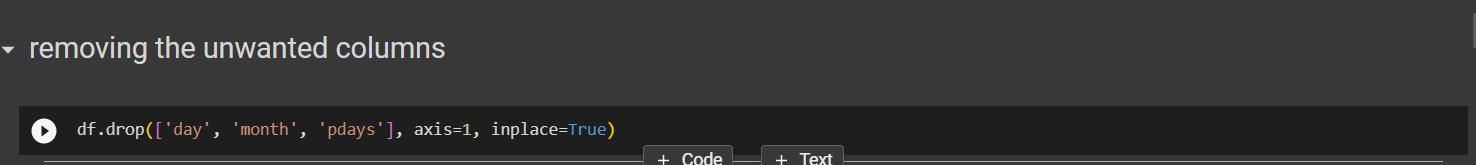 removing the unwanted columns
df.drop(['day', 'month', 'pdays'], axis=1, inplace=True)
+ Code + Text